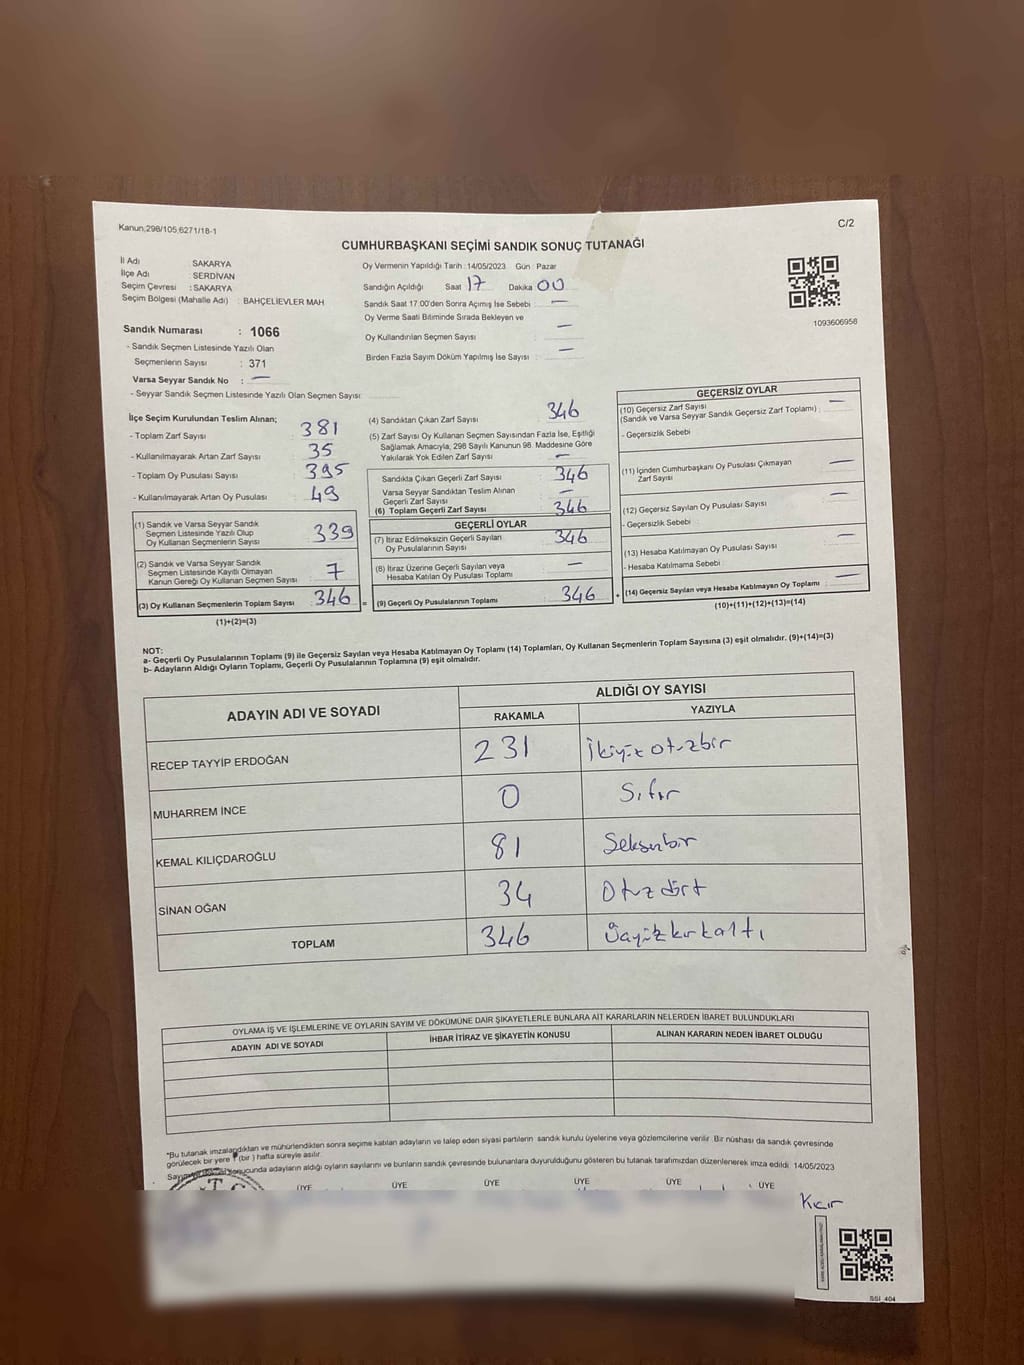 Kanun,298/105,6271/18-1
C/2
CUMHURBAŞKANI SEÇİMİ SANDIK SONUÇ TUTANAĞI
İl Adı SAKARYA
İlçe Adı SERDİVAN
Seçim Çevresi : SAKARYA
Seçim Bölgesi (Mahalle Adı) : BAHÇELİEVLER MAH
Oy Vermenin Yapıldığı Tarih : 14/05/2023 Gün : Pazar
Sandığın Açıldığı Saat 17 Dakika 00
Sandık Saat 17:00'den Sonra Açımış İse Sebebi : —
Oy Verme Saati Bitiminde Sırada Bekleyen ve
Oy Kullandırılan Seçmen Sayısı —
Birden Fazla Sayım Döküm Yapılmış İse Sayısı : —
1093606958
Sandık Numarası : 1066
- Sandık Seçmen Listesinde Yazılı Olan
Seçmenlerin Sayısı : 371
Varsa Seyyar Sandık No : —
- Seyyar Sandık Seçmen Listesinde Yazılı Olan Seçmen Sayısı
İlçe Seçim Kurulundan Teslim Alınan;
- Toplam Zarf Sayısı 381
- Kullanılmayarak Artan Zarf Sayısı 35
- Toplam Oy Pusulası Sayısı 395
- Kullanılmayarak Artan Oy Pusulası 49
(1) Sandık ve Varsa Seyyar Sandık
Seçmen Listesinde Yazılı Olup
Oy Kullanan Seçmenlerin Sayısı 339
(2) Sandık ve Varsa Seyyar Sandık
Seçmen Listesinde Kayıtlı Olmayan
Kanun Gereği Oy Kullanan Seçmen Sayısı 7
(3) Oy Kullanan Seçmenlerin Toplam Sayısı 346 =
(1)+(2)=(3)
(4) Sandıktan Çıkan Zarf Sayısı 346
(5) Zarf Sayısı Oy Kullanan Seçmen Sayısından Fazla İse, Eşitliği
Sağlamak Amacıyla, 298 Sayılı Kanunun 98. Maddesine Göre
Yakılarak Yok Edilen Zarf Sayısı —
Sandıkta Çıkan Geçerli Zarf Sayısı 346
Varsa Seyyar Sandıktan Teslim Alınan
Geçerli Zarf Sayısı —
(6) Toplam Geçerli Zarf Sayısı 346
GEÇERLİ OYLAR
(7) İtiraz Edilmeksizin Geçerli Sayılan
Oy Pusulalarının Sayısı 346
(8) İtiraz Üzerine Geçerli Sayılan veya
Hesaba Katılan Oy Pusulası Toplamı —
(9) Geçerli Oy Pusulalarının Toplamı 346 +
GEÇERSİZ OYLAR
(10) Geçersiz Zarf Sayısı —
(Sandık ve Varsa Seyyar Sandık Geçersiz Zarf Toplamı) :
- Geçersizlik Sebebi
(11) İçinden Cumhurbaşkanı Oy Pusulası Çıkmayan —
Zarf Sayısı
(12) Geçersiz Sayılan Oy Pusulası Sayısı —
- Geçersizlik Sebebi
(13) Hesaba Katılmayan Oy Pusulası Sayısı —
- Hesaba Katılmama Sebebi
(14) Geçersiz Sayılan veya Hesaba Katılmayan Oy Toplamı —
(10)+(11)+(12)+(13)=(14)
NOT:
a- Geçerli Oy Pusulalarının Toplamı (9) ile Geçersiz Sayılan veya Hesaba Katılmayan Oy Toplamı (14) Toplamları, Oy Kullanan Seçmenlerin Toplam Sayısına (3) eşit olmalıdır. (9)+(14)=(3)
b- Adayların Aldığı Oyların Toplamı, Geçerli Oy Pusulalarının Toplamına (9) eşit olmalıdır.
ADAYIN ADI VE SOYADI
ALDIĞI OY SAYISI
RAKAMLA YAZIYLA
RECEP TAYYİP ERDOĞAN 231 İkiyüz otuzbir
MUHARREM İNCE 0 Sıfır
KEMAL KILIÇDAROĞLU 81 Seksenbir
SİNAN OĞAN 34 Otuz dört
TOPLAM 346 Üçyüzkırkaltı
OYLAMA İŞ VE İŞLEMLERİNE VE OYLARIN SAYIM VE DÖKÜMÜNE DAİR ŞİKAYETLERLE BUNLARA AİT KARARLARIN NELERDEN İBARET BULUNDUKLARI
ADAYIN ADI VE SOYADI İHBAR İTİRAZ VE ŞİKAYETİN KONUSU ALINAN KARARIN NEDEN İBARET OLDUĞU
*Bu tutanak imzalandıktan ve mühürlendikten sonra seçime katılan adayların ve talep eden siyasi partilerin sandık kurulu üyelerine veya gözlemcilerine verilir. Bir nüshası da sandık çevresinde
görülecek bir yere (bir) hafta süreyle asılır.
sonucunda adayların aldığı oyların sayılarını ve bunların sandık çevresinde bulunanlara duyurulduğunu gösteren bu tutanak tarafımızdan düzenlenerek imza edildi 14/05/2023
T.C.
ÜYE ÜYE ÜYE ÜYE ÜYE ÜYE
Kıcır
SSI 404